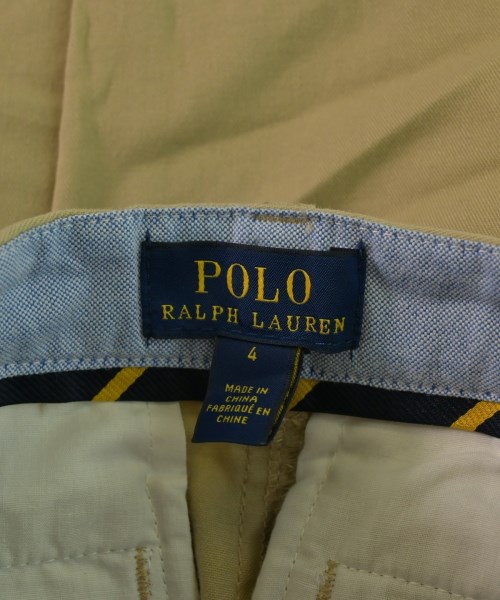 POLO
RALPH LAUREN
4
MADE IN
CHINA
FABRIQUÉ EN
CHINE